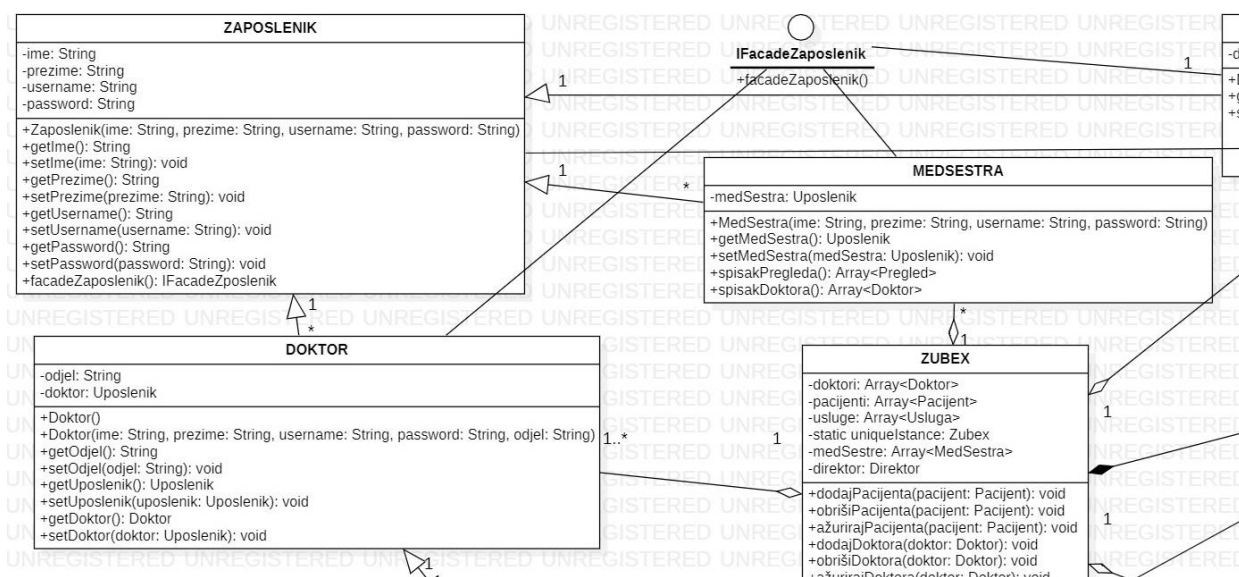 ZAPOSLENIK
-ime: String
-prezime: String
-username: String
-password: String
+Zaposlenik(ime: String, prezime: String, username: String, password: String)
+getIme(): String
+setIme(ime: String): void
+getPrezime(): String
+setPrezime(prezime: String): void
+getUsername(): String
+setUsername(username: String): void
+getPassword(): String
+setPassword(password: String): void
+facadeZaposlenik(): IFacadeZposlenik
IFacadeZaposlenik
+facadeZaposlenik()
1
1
1
*
MEDSESTRA
-medSestra: Uposlenik
+MedSestra(ime: String, prezime: String, username: String, password: String)
+getMedSestra(): Uposlenik
+setMedSestra(medSestra: Uposlenik): void
+spisakPregleda(): Array<Pregled>
+spisakDoktora(): Array<Doktor>
1
*
*
1
DOKTOR
-odjel: String
-doktor: Uposlenik
+Doktor()
+Doktor(ime: String, prezime: String, username: String, password: String, odjel: String)
+getOdjel(): String
+setOdjel(odjel: String): void
+getUposlenik(): Uposlenik
+setUposlenik(uposlenik: Uposlenik): void
+getDoktor(): Doktor
+setDoktor(doktor: Uposlenik): void
1..*
1
1
ZUBEX
-doktori: Array<Doktor>
-pacijenti: Array<Pacijent>
-usluge: Array<Usluga>
-static uniqueIstance: Zubex
-medSestre: Array<MedSestra>
-direktor: Direktor
+dodajPacijenta(pacijent: Pacijent): void
+obrišiPacijenta(pacijent: Pacijent): void
+ažurirajPacijenta(pacijent: Pacijent): void
+dodajDoktora(doktor: Doktor): void
+obrišiDoktora(doktor: Doktor): void
+ažurirajDoktora(doktor: Doktor): void
1
1
UNREGISTERED UNREGISTERED UNREGISTERED UNREGISTERED